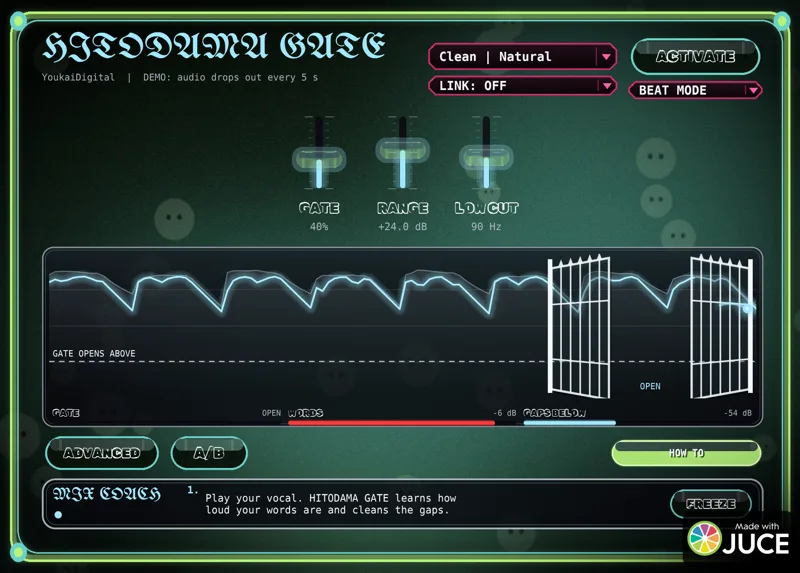 HITODAMA GATE
YoukaiDigital | DEMO: audio drops out every 5 s
Clean | Natural
ACTIVATE
LINK: OFF
BEAT MODE
GATE
RANGE
LOW CUT
40%
+24.0 dB
90 Hz
GATE OPENS ABOVE
OPEN
GATE
OPEN
WORDS
-6 dB
GAPS BELOW
-54 dB
ADVANCED
A/B
HOW TO
MIX COACH
1. Play your vocal. HITODAMA GATE learns how
loud your words are and cleans the gaps.
FREEZE
Made with
JUCE